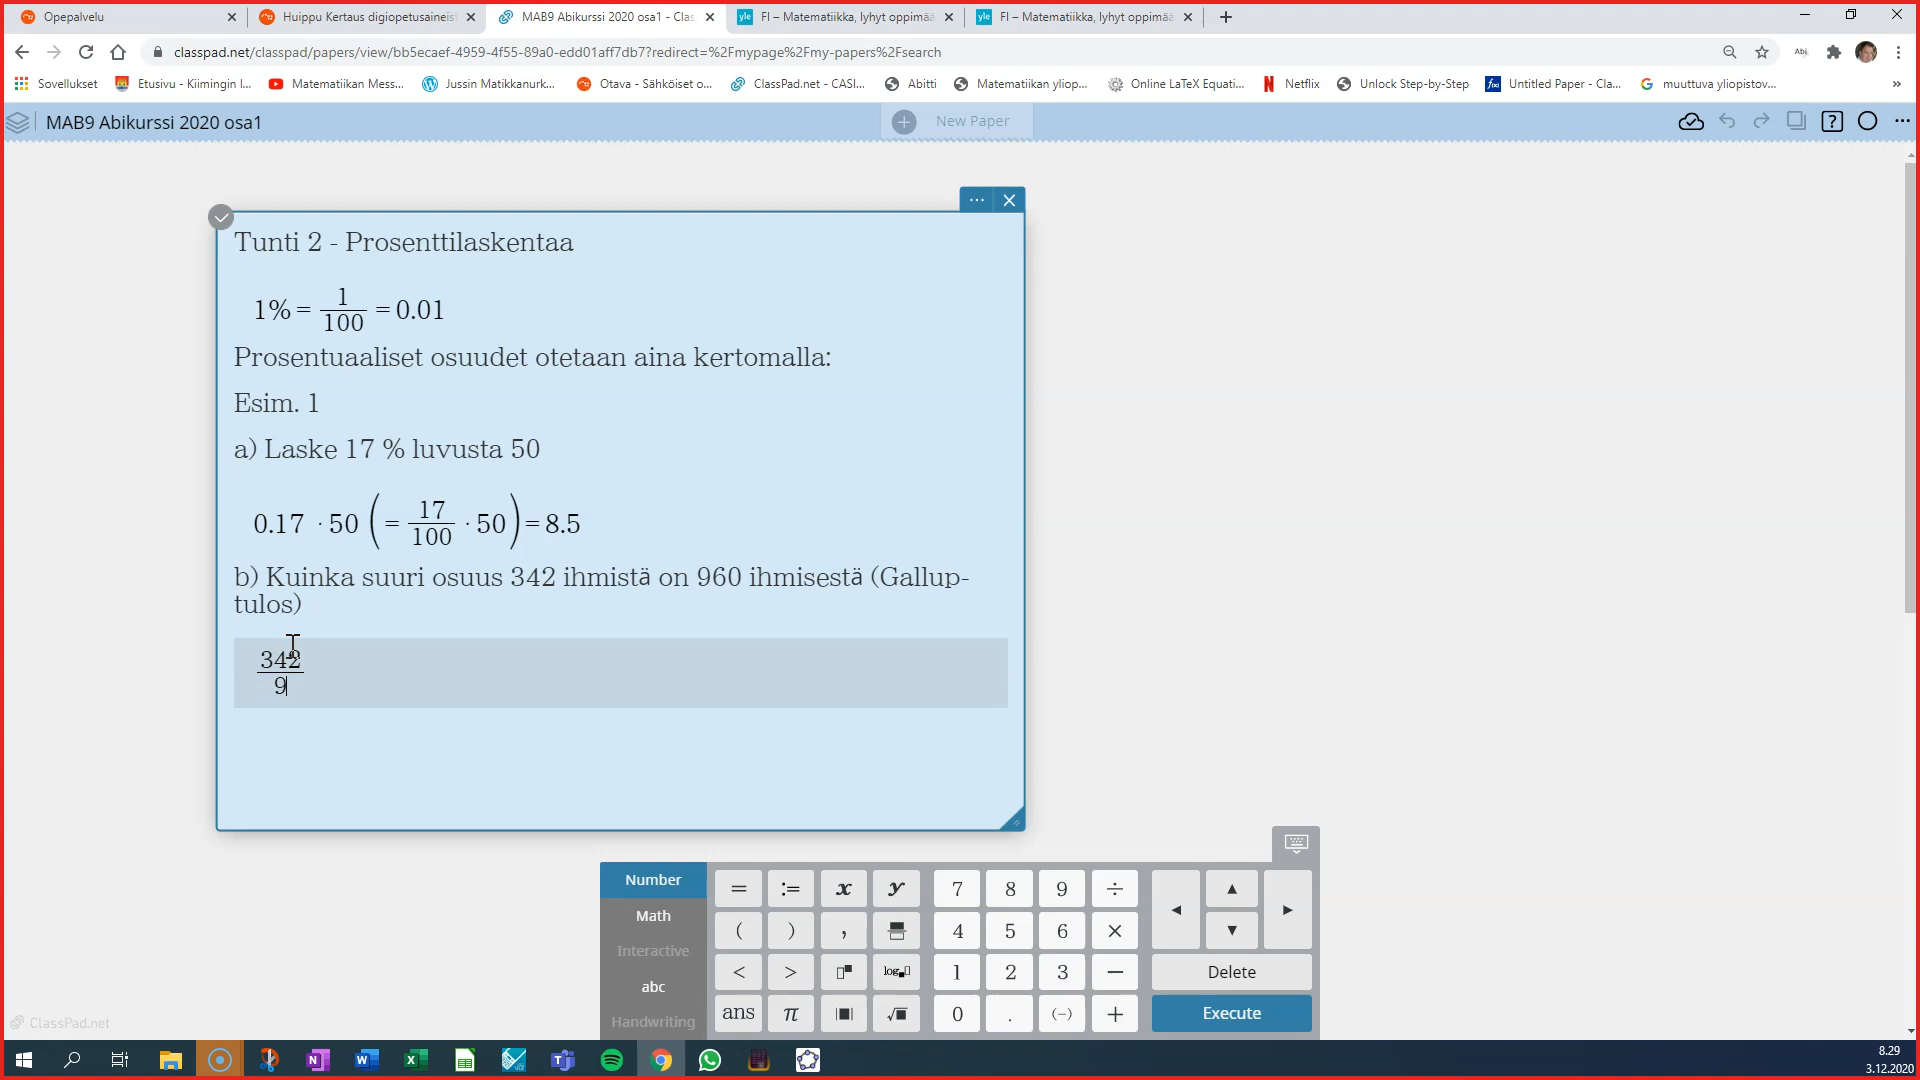 Opepalvelu
Huippu Kertaus digiopetusaineist
MAB9 Abikurssi 2020 osa1 - Clas
FI – Matematiikka, lyhyt oppimää
FI – Matematiikka, lyhyt oppimää
classpad.net/classpad/papers/view/bb5ecaef-4959-4f55-89a0-edd01aff7db7?redirect=%2Fmypage%2Fmy-papers%2Fsearch
Sovellukset
Etusivu - Kiimingin l...
Matematiikan Mess...
Jussin Matikkanurk...
Otava - Sähköiset o...
ClassPad.net - CASI...
Abitti
Matematiikan yliop...
Online LaTeX Equati...
Netflix
Unlock Step-by-Step
Untitled Paper - Cla...
muuttuva yliopistov...
MAB9 Abikurssi 2020 osa1
New Paper
Tunti 2 - Prosenttilaskentaa
1% = 1/100 = 0.01
Prosentuaaliset osuudet otetaan aina kertomalla:
Esim. 1
a) Laske 17 % luvusta 50
0.17 · 50 (= 17/100 · 50) = 8.5
b) Kuinka suuri osuus 342 ihmistä on 960 ihmisestä (Gallup-
tulos)
342/9
Number
Math
Interactive
abc
Handwriting
= := x y 7 8 9 ÷
( ) , 4 5 6 ×
< > log 1 2 3 −
ans π √ 0 . (−) +
Delete
Execute
ClassPad.net
8.29
3.12.2020